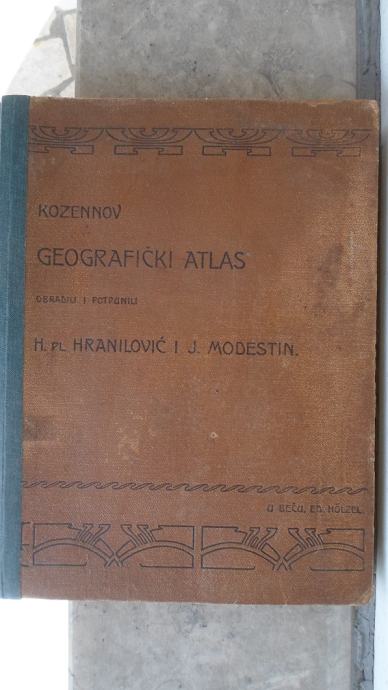 KOZENNOV
GEOGRAFIČKI ATLAS
OBRADILI I POTPUNILI
H. PL. HRANILOVIĆ I J. MODESTIN.
U BEČU, ED. HÖLZEL.